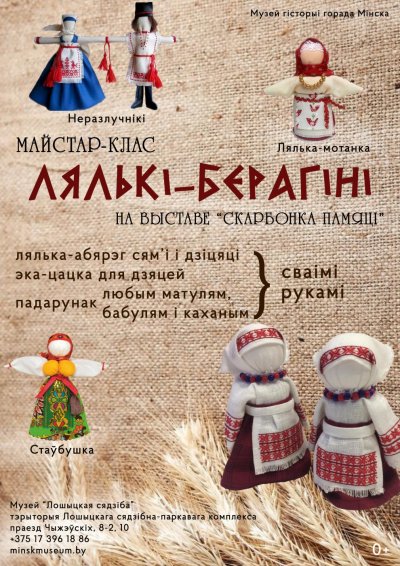 Музей гісторыі горада Мінска
Неразлучнікі
Лялька-мотанка
МАЙСТАР-КЛАС
ЛЯЛЬКІ-БЕРАГІНІ
НА ВЫСТАВЕ “СКАРБОНКА ПАМЯЦІ”
лялька-абярэг сям’і і дзіцяці
эка-цацка для дзяцей
падарунак любым матулям,
бабулям і каханым
сваімі
рукамі
Стаўбушка
Музей “Лошыцкая сядзіба”
тэрыторыя Лошыцкага сядзібна-паркавага комплекса
праезд Чыжэўскіх, 8-2, 10
+375 17 396 18 86
minskmuseum.by
0+